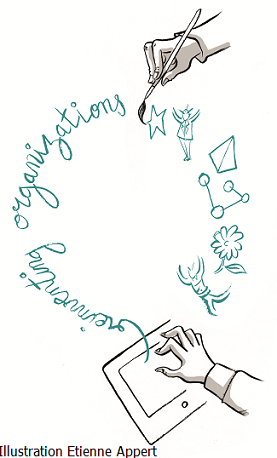 reinventing
organizations
Illustration Etienne Appert